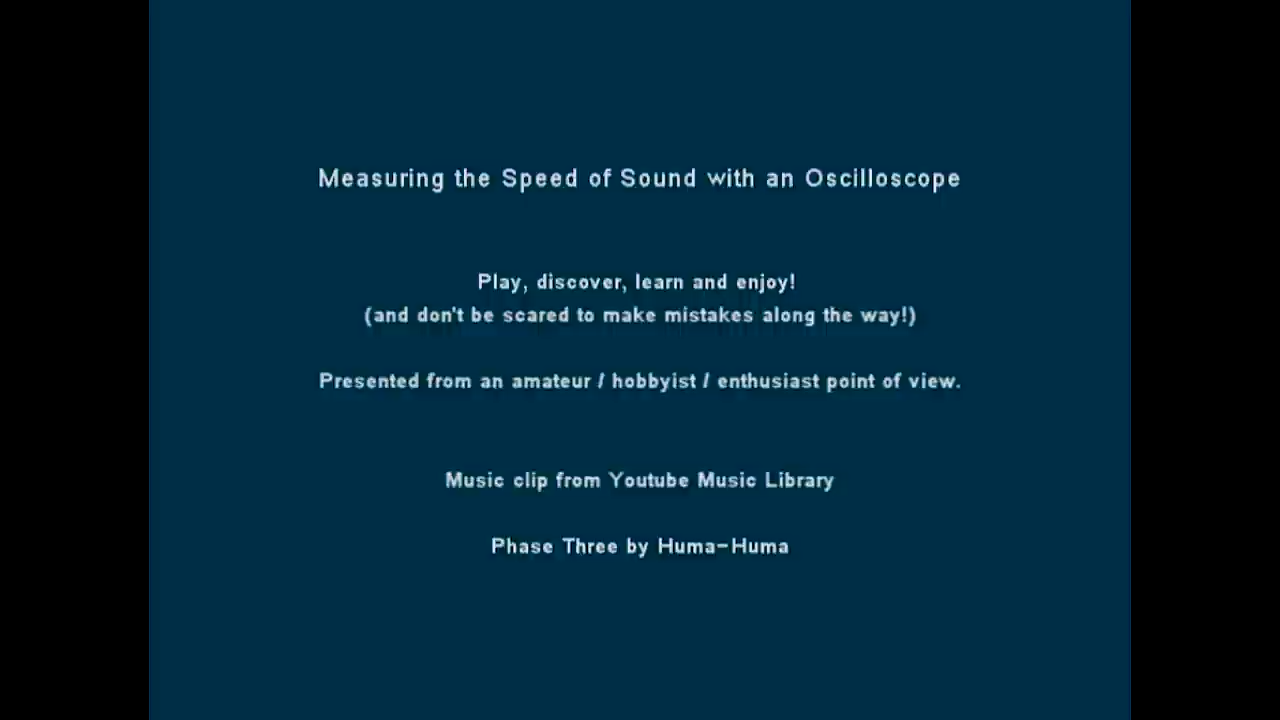 Measuring the Speed of Sound with an Oscilloscope
Play, discover, learn and enjoy!
(and don't be scared to make mistakes along the way!)
Presented from an amateur / hobbyist / enthusiast point of view.
Music clip from Youtube Music Library
Phase Three by Huma-Huma